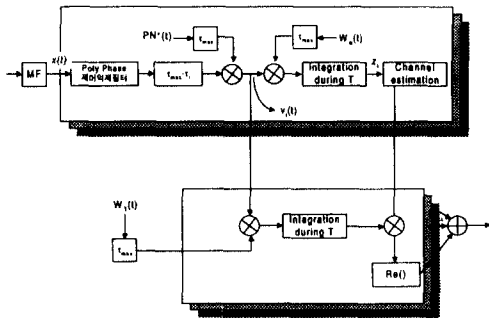 PN*(t)
τmax
τmax
W₀(t)
x(t)
MF
Poly Phase
제어억제필터
τmax-τᵢ
Integration
during T
zᵢ
Channel
estimation
vᵢ(t)
W₁(t)
τmax
Integration
during T
Re()